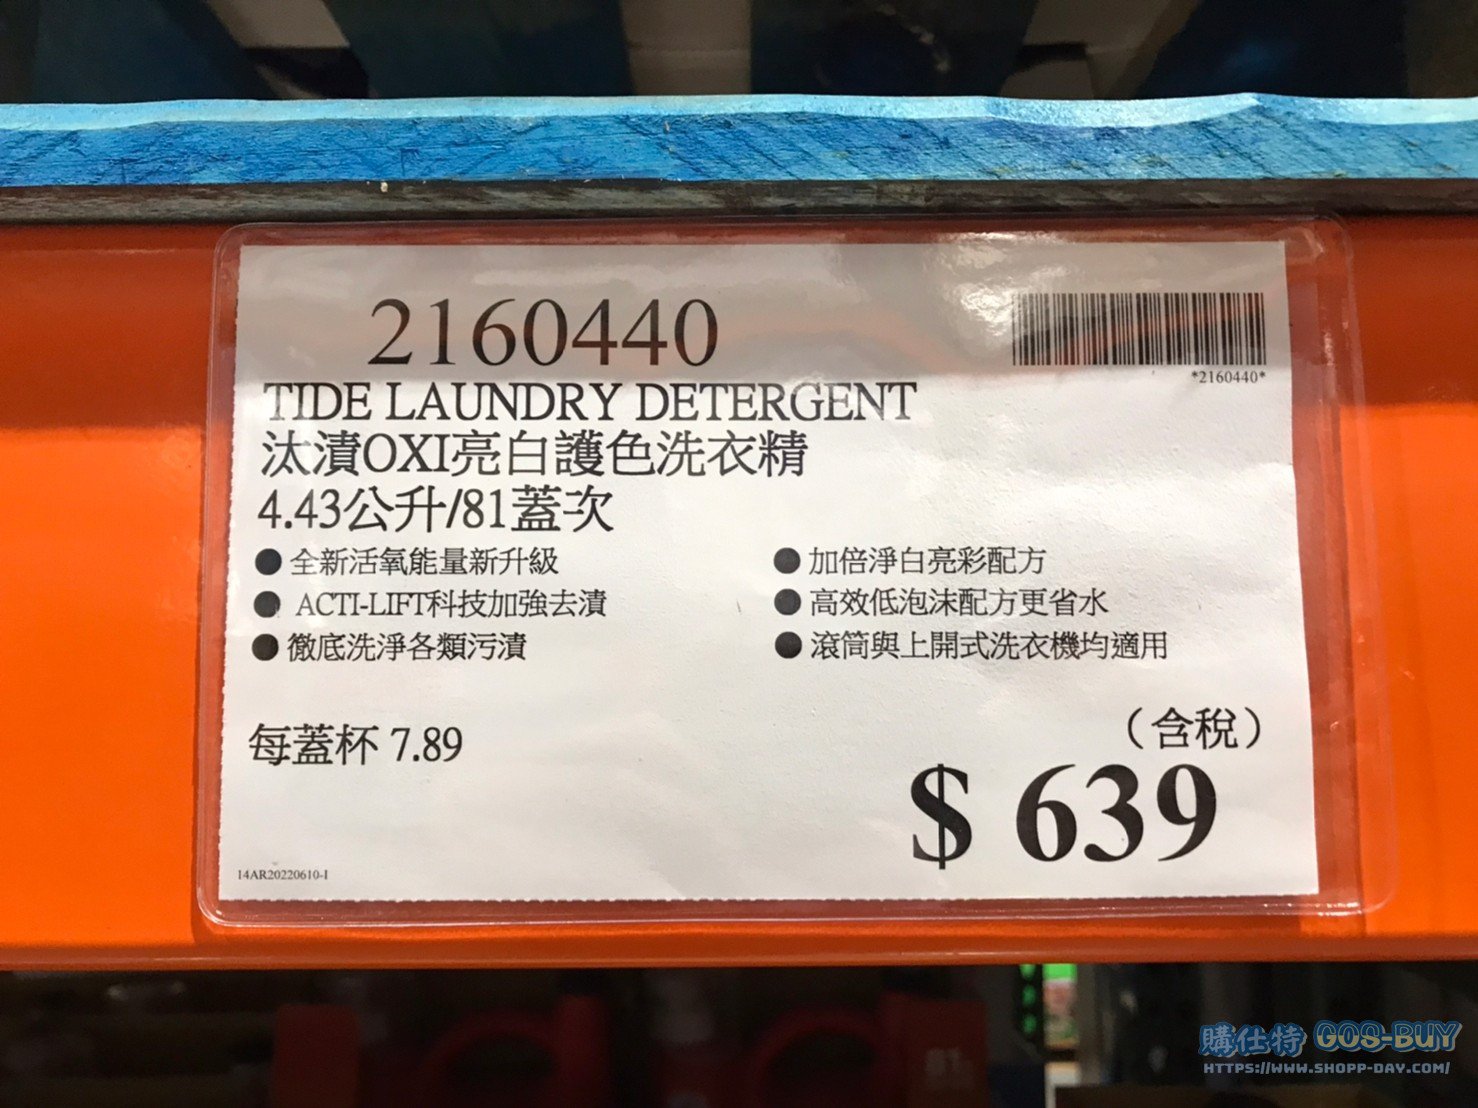 2160440
*2160440*
TIDE LAUNDRY DETERGENT
汰漬OXI亮白護色洗衣精
4.43公升/81蓋次
● 全新活氧能量新升級
● ACTI-LIFT科技加強去漬
● 徹底洗淨各類污漬
● 加倍淨白亮彩配方
● 高效低泡沫配方更省水
● 滾筒與上開式洗衣機均適用
每蓋杯 7.89
（含稅）
$ 639
14AR20220610-I
購仕特 GOS-BUY
HTTPS://WWW.SHOPP-DAY.COM/